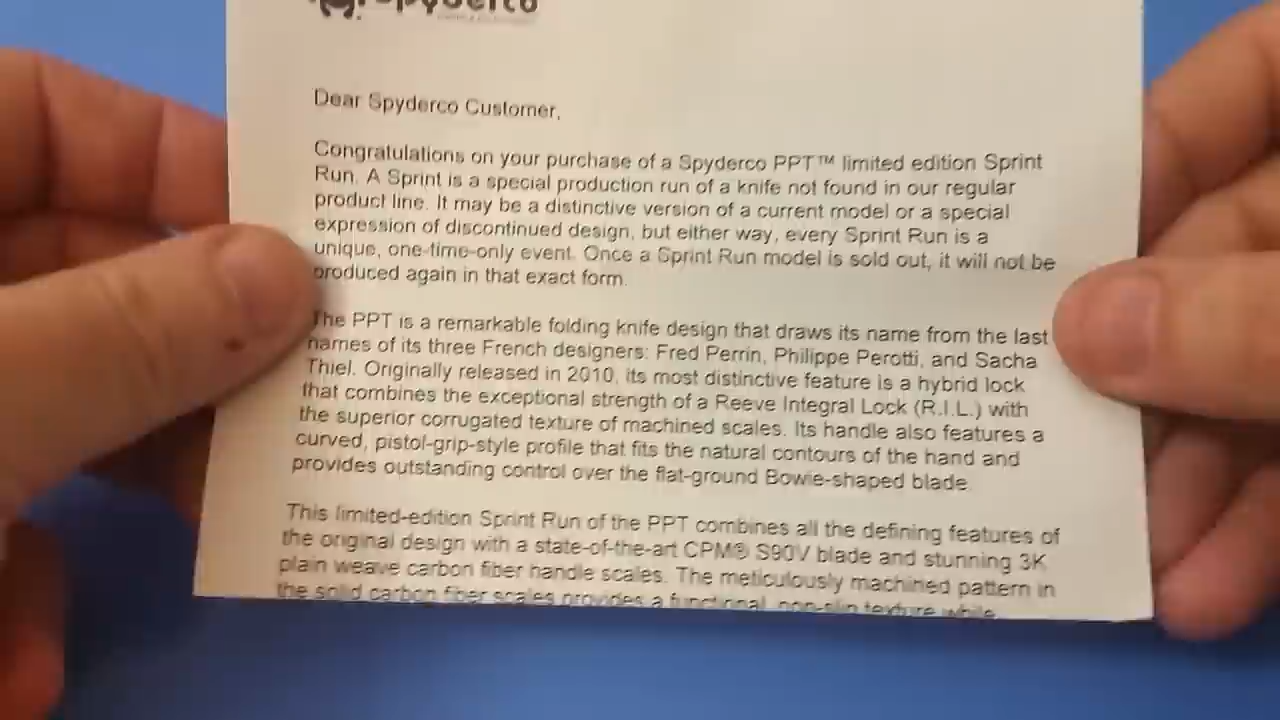 spyderco
Dear Spyderco Customer,
Congratulations on your purchase of a Spyderco PPT™ limited edition Sprint
Run. A Sprint is a special production run of a knife not found in our regular
product line. It may be a distinctive version of a current model or a special
expression of discontinued design, but either way, every Sprint Run is a
unique, one-time-only event. Once a Sprint Run model is sold out, it will not be
produced again in that exact form.
The PPT is a remarkable folding knife design that draws its name from the last
names of its three French designers: Fred Perrin, Philippe Perotti, and Sacha
Thiel. Originally released in 2010, its most distinctive feature is a hybrid lock
that combines the exceptional strength of a Reeve Integral Lock (R.I.L.) with
the superior corrugated texture of machined scales. Its handle also features a
curved, pistol-grip-style profile that fits the natural contours of the hand and
provides outstanding control over the flat-ground Bowie-shaped blade.
This limited-edition Sprint Run of the PPT combines all the defining features of
the original design with a state-of-the-art CPM® S90V blade and stunning 3K
plain weave carbon fiber handle scales. The meticulously machined pattern in
the solid carbon fiber scales provides a functional, non-slip texture while